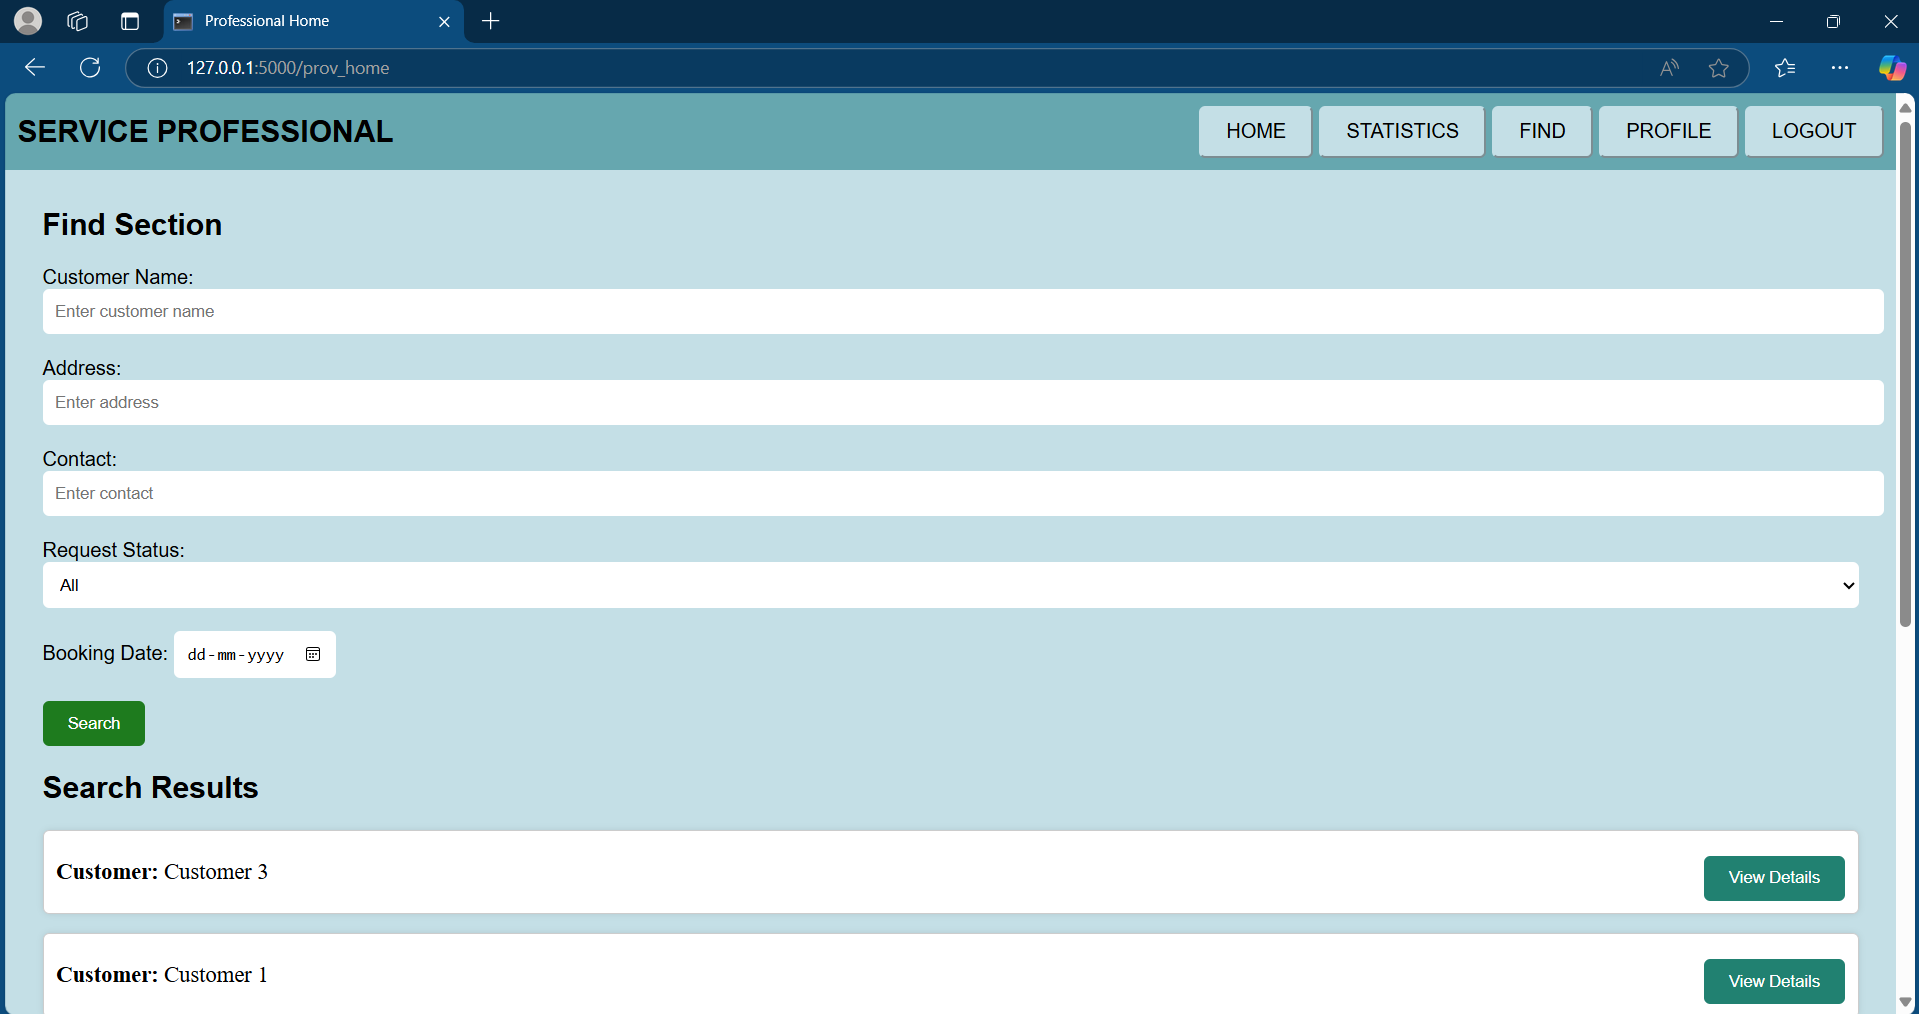 Professional Home
127.0.0.1:5000/prov_home
SERVICE PROFESSIONAL
HOME
STATISTICS
FIND
PROFILE
LOGOUT
Find Section
Customer Name:
Enter customer name
Address:
Enter address
Contact:
Enter contact
Request Status:
All
Booking Date: dd-mm-yyyy
Search
Search Results
Customer: Customer 3
View Details
Customer: Customer 1
View Details